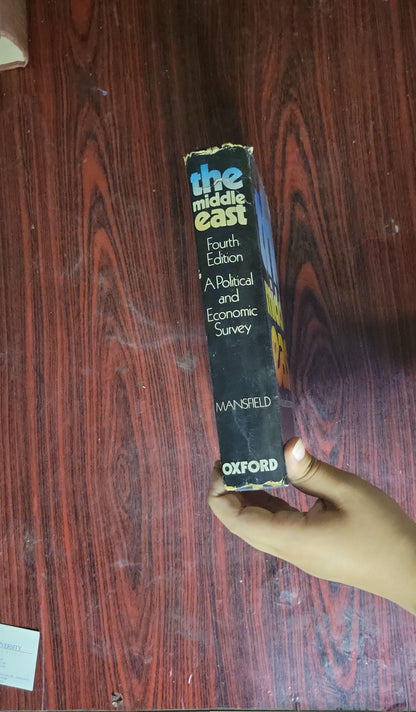 the
middle
east
Fourth
Edition
A Political
and
Economic
Survey
MANSFIELD
OXFORD